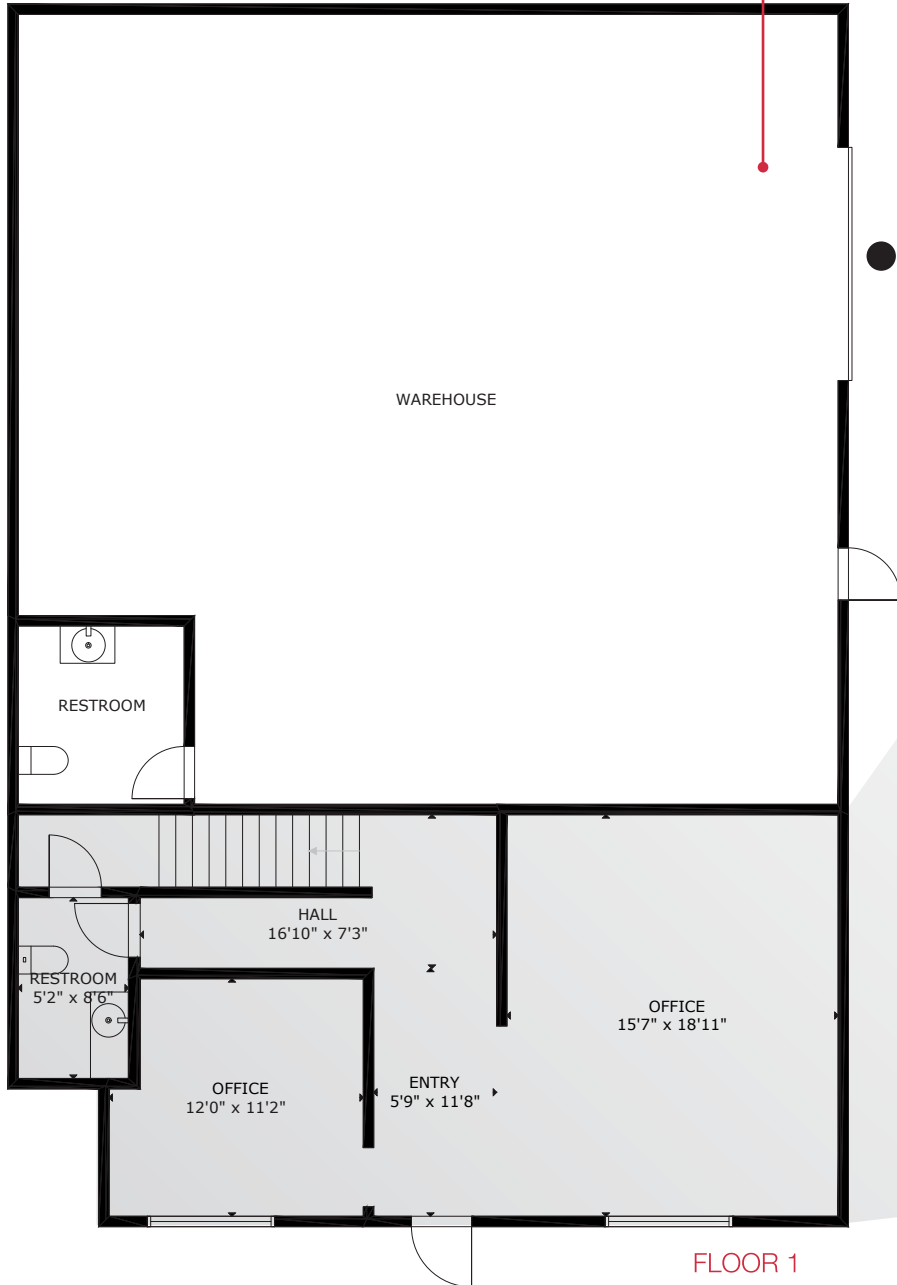 WAREHOUSE
RESTROOM
HALL
16'10" x 7'3"
RESTROOM
5'2" x 8'6"
OFFICE
15'7" x 18'11"
OFFICE
12'0" x 11'2"
ENTRY
5'9" x 11'8"
FLOOR 1